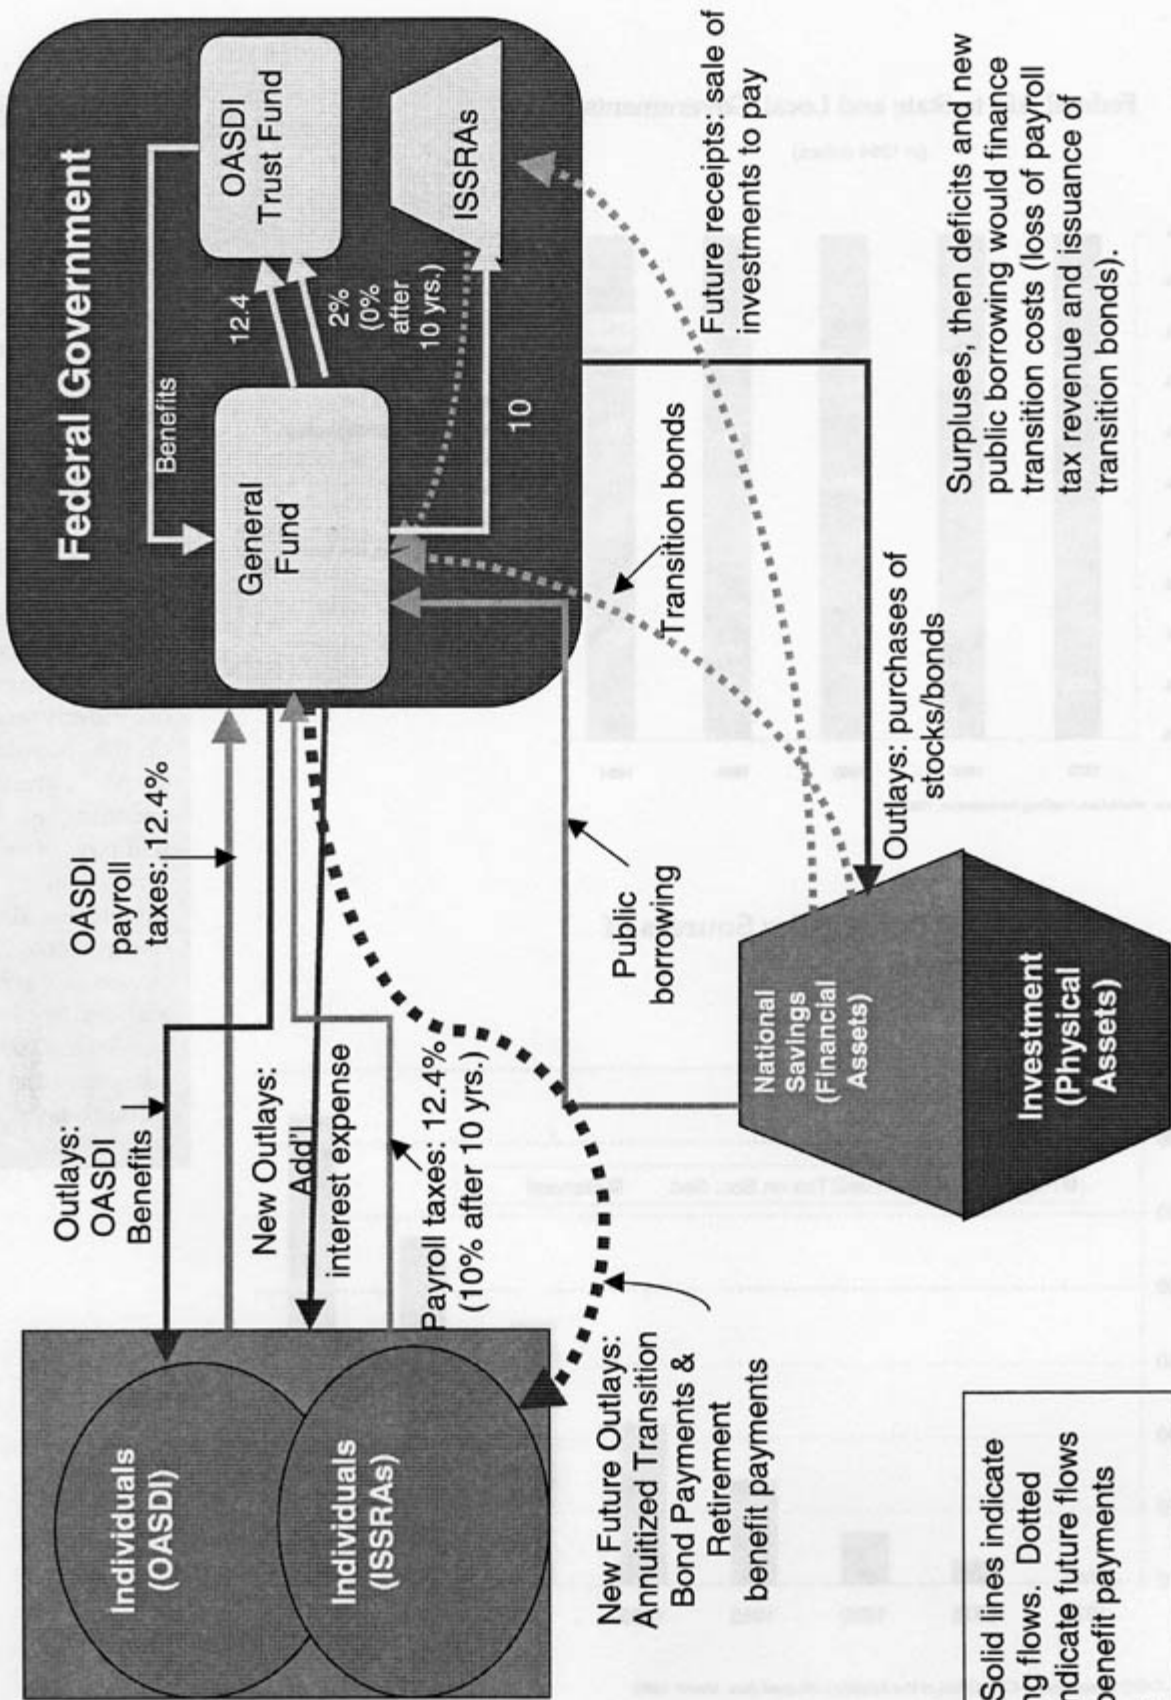 Federal Government
OASDI
Trust Fund
ISSRAs
General
Fund
Benefits
12.4
2%
(0%
after
10 yrs.)
10
Individuals
(OASDI)
Individuals
(ISSRAs)
Outlays:
OASDI
Benefits
OASDI
payroll
taxes: 12.4%
New Outlays:
Add'l
interest expense
Payroll taxes: 12.4%
(10% after 10 yrs.)
New Future Outlays:
Annuitized Transition
Bond Payments &
Retirement
benefit payments
Public
borrowing
Transition bonds
Future receipts: sale of
investments to pay
Outlays: purchases of
stocks/bonds
National
Savings
(Financial
Assets)
Investment
(Physical
Assets)
Surpluses, then deficits and new
public borrowing would finance
transition costs (loss of payroll
tax revenue and issuance of
transition bonds).
Solid lines indicate
ng flows. Dotted
ndicate future flows
benefit payments